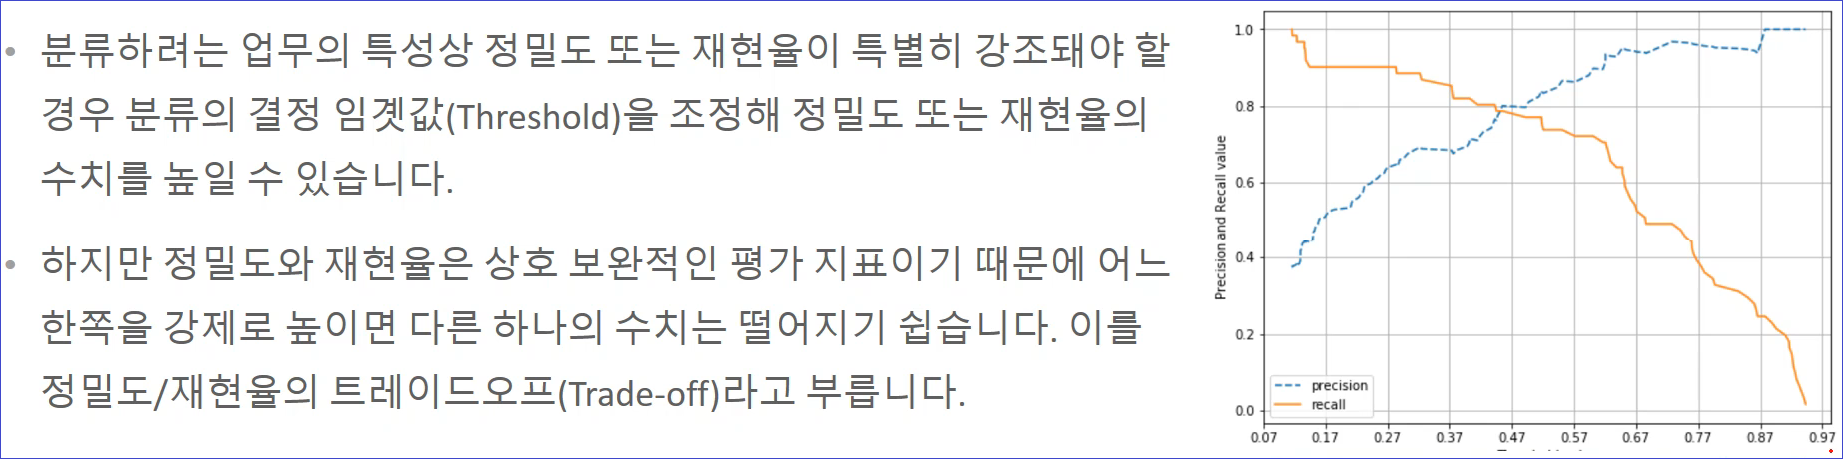 • 분류하려는 업무의 특성상 정밀도 또는 재현율이 특별히 강조돼야 할
경우 분류의 결정 임곗값(Threshold)을 조정해 정밀도 또는 재현율의
수치를 높일 수 있습니다.
• 하지만 정밀도와 재현율은 상호 보완적인 평가 지표이기 때문에 어느
한쪽을 강제로 높이면 다른 하나의 수치는 떨어지기 쉽습니다. 이를
정밀도/재현율의 트레이드오프(Trade-off)라고 부릅니다.
Precision and Recall value
1.0
0.8
0.6
0.4
0.2
0.0
precision
recall
0.07 0.17 0.27 0.37 0.47 0.57 0.67 0.77 0.87 0.97